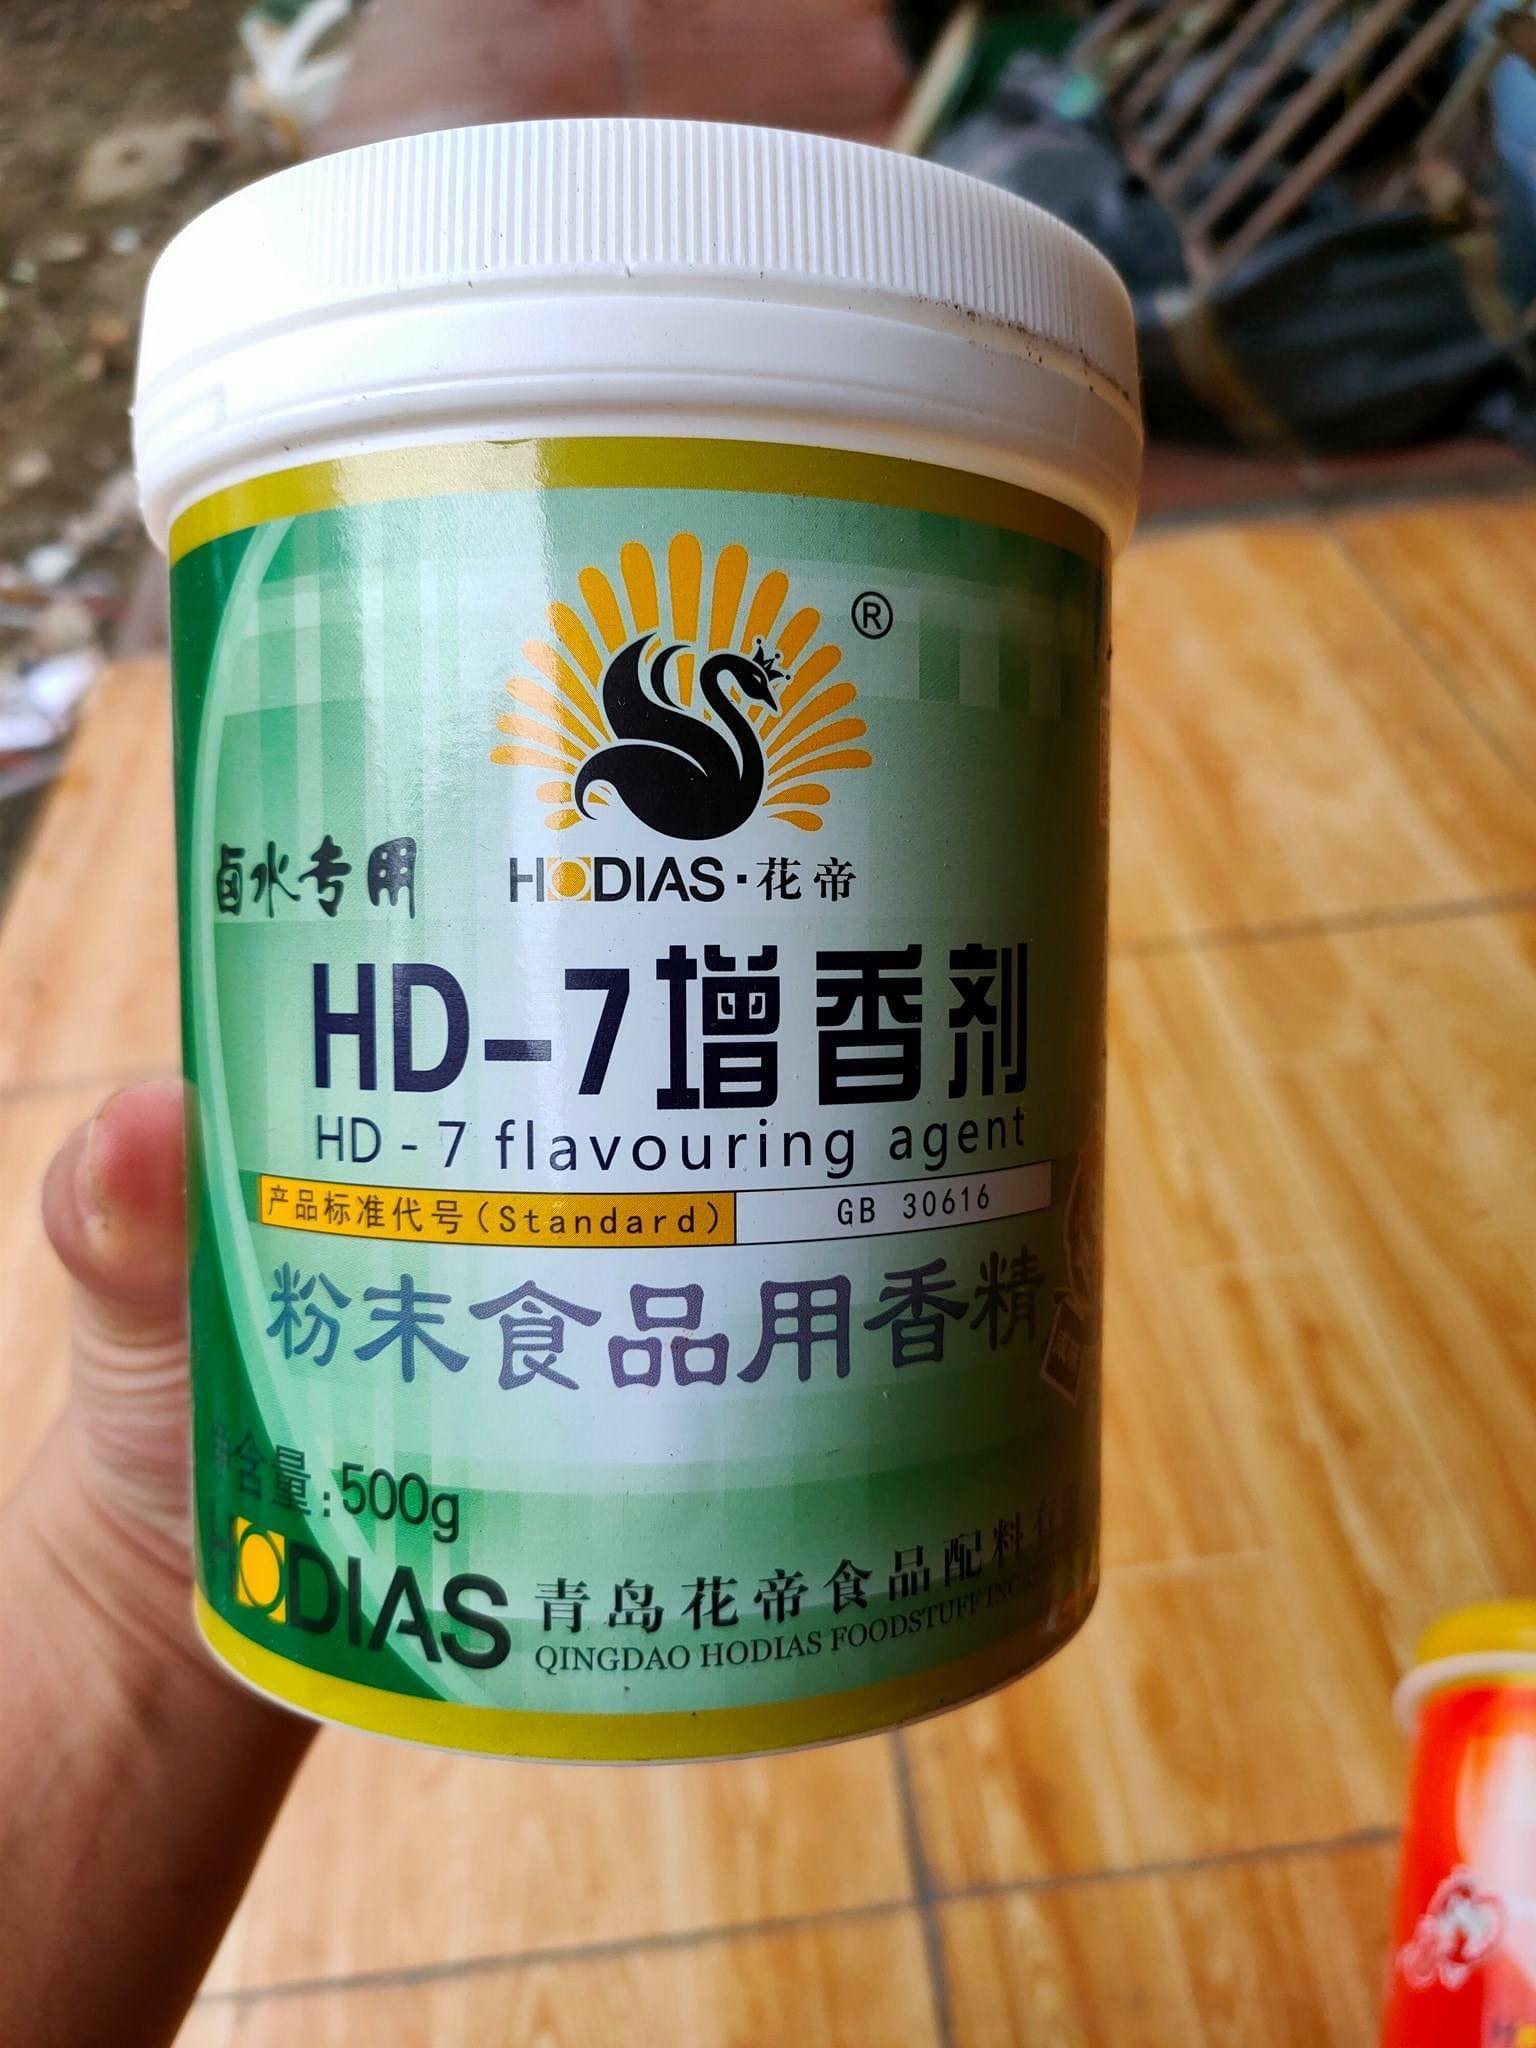 ®
HODIAS·花帝
卤水专用
HD-7增香剂
HD-7 flavouring agent
产品标准代号(Standard) GB 30616
粉末食品用香精
含量:500g
HODIAS
青岛花帝食品配料
QINGDAO HODIAS FOODSTUFF